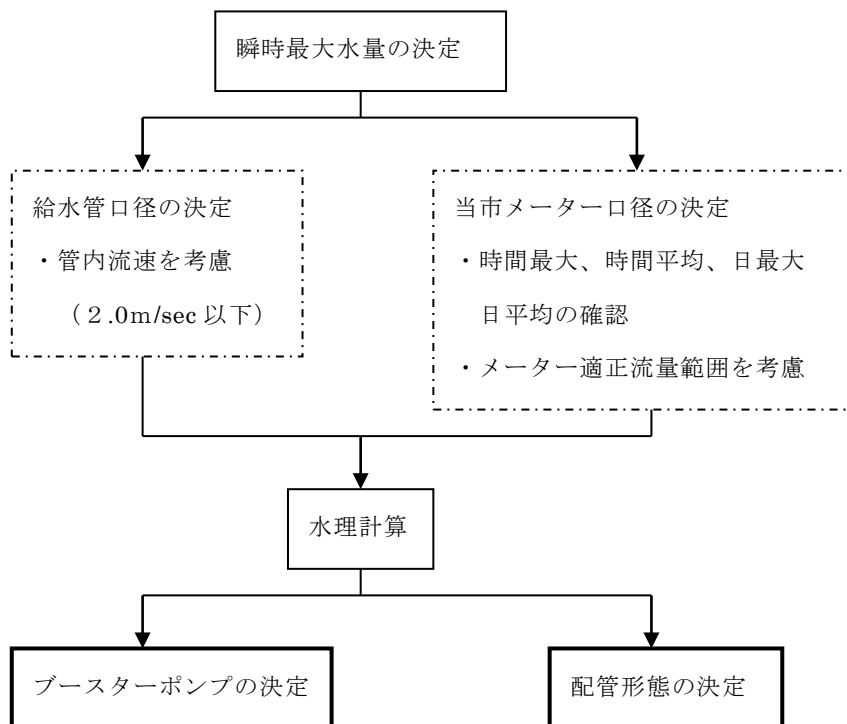 瞬時最大水量の決定
給水管口径の決定
・管内流速を考慮
（２.0ｍ/sec 以下）
当市メーター口径の決定
・時間最大、時間平均、日最大
日平均の確認
・メーター適正流量範囲を考慮
水理計算
ブースターポンプの決定
配管形態の決定